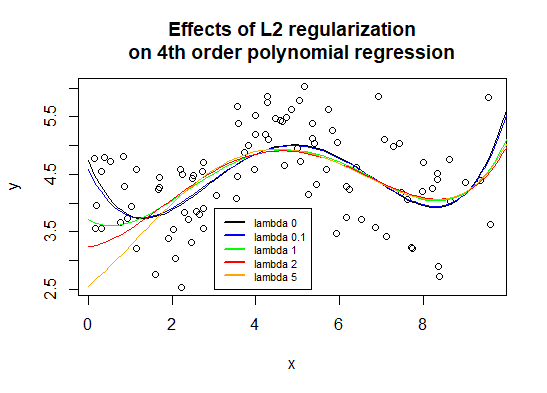 Effects of L2 regularization
on 4th order polynomial regression
y
5.5
4.5
3.5
2.5
lambda 0
lambda 0.1
lambda 1
lambda 2
lambda 5
0 2 4 6 8
x